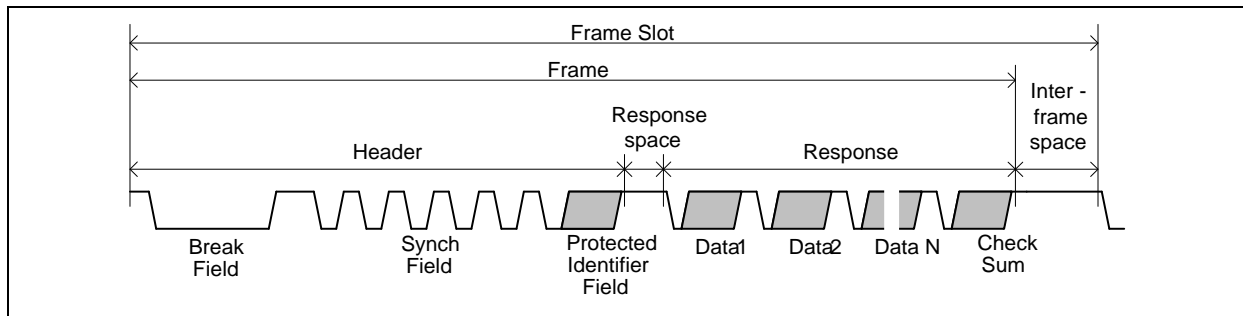 Frame Slot
Frame
Inter -
frame
space
Response
space
Header
Response
Break
Field
Synch
Field
Protected
Identifier
Field
Data1
Data2
Data N
Check
Sum